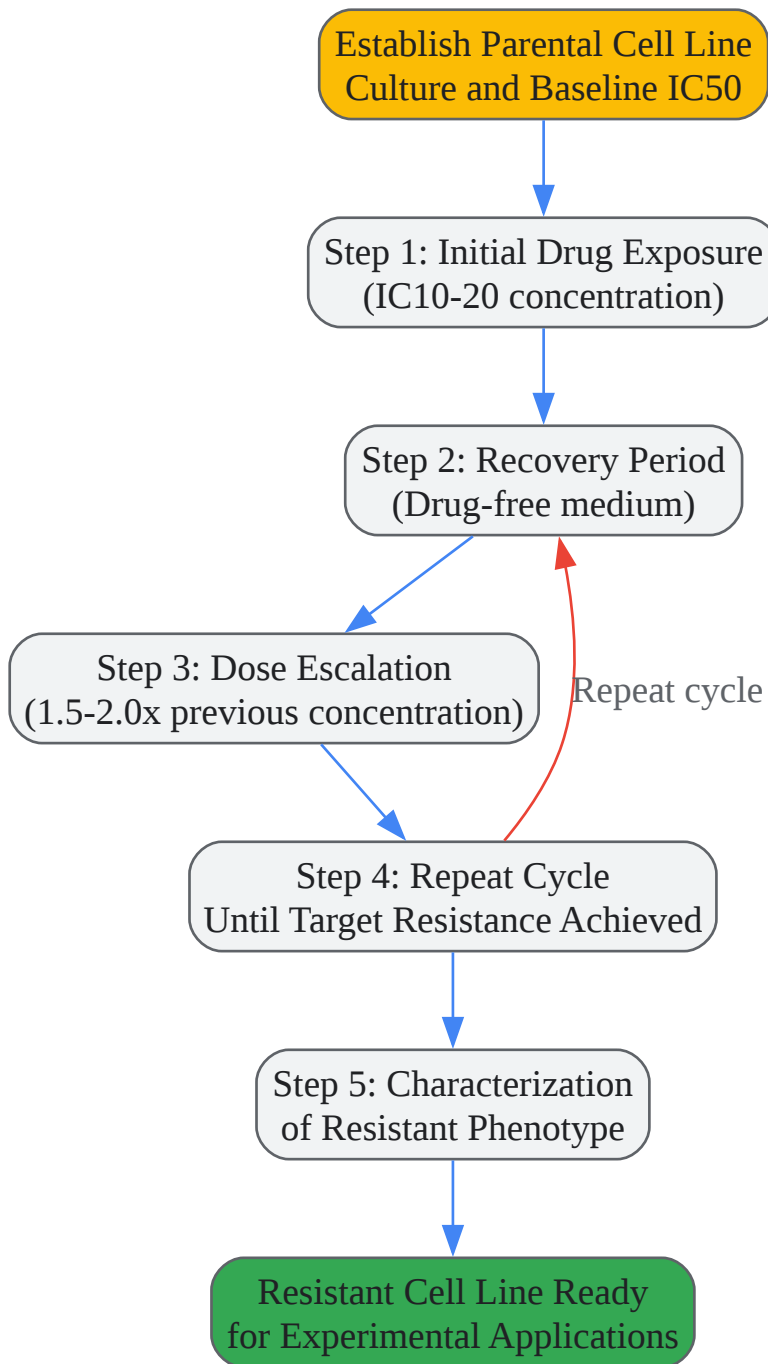 Establish Parental Cell Line
Culture and Baseline IC50
Step 1: Initial Drug Exposure
(IC10-20 concentration)
Step 2: Recovery Period
(Drug-free medium)
Step 3: Dose Escalation
(1.5-2.0x previous concentration)
Repeat cycle
Step 4: Repeat Cycle
Until Target Resistance Achieved
Step 5: Characterization
of Resistant Phenotype
Resistant Cell Line Ready
for Experimental Applications